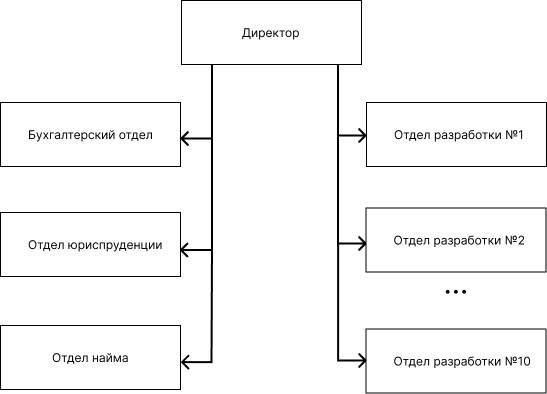 Директор
Бухгалтерский отдел
Отдел разработки №1
Отдел юриспруденции
Отдел разработки №2
...
Отдел найма
Отдел разработки №10